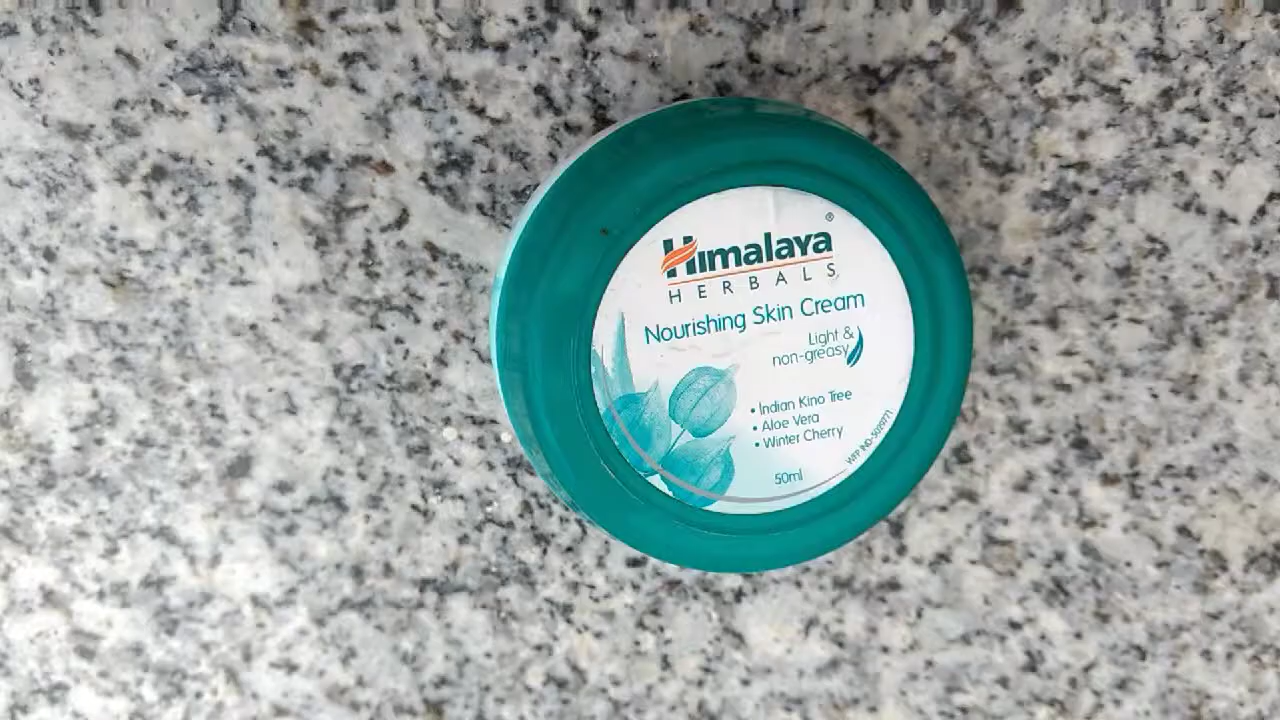 Himalaya®
HERBALS
Nourishing Skin Cream
Light &
non-greasy
• Indian Kino Tree
• Aloe Vera
• Winter Cherry
50ml